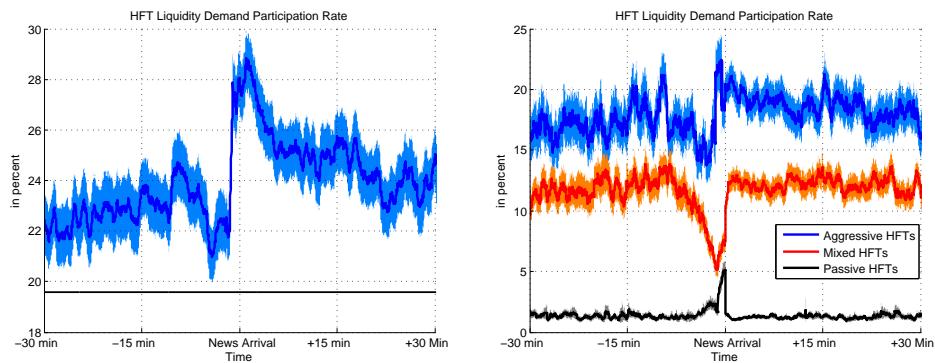 HFT Liquidity Demand Participation Rate
30
28
26
24
22
20
18
in percent
−30 min
−15 min
News Arrival
+15 min
+30 Min
Time
HFT Liquidity Demand Participation Rate
25
20
15
10
5
0
in percent
Aggressive HFTs
Mixed HFTs
Passive HFTs
−30 min
−15 min
News Arrival
+15 min
+30 Min
Time